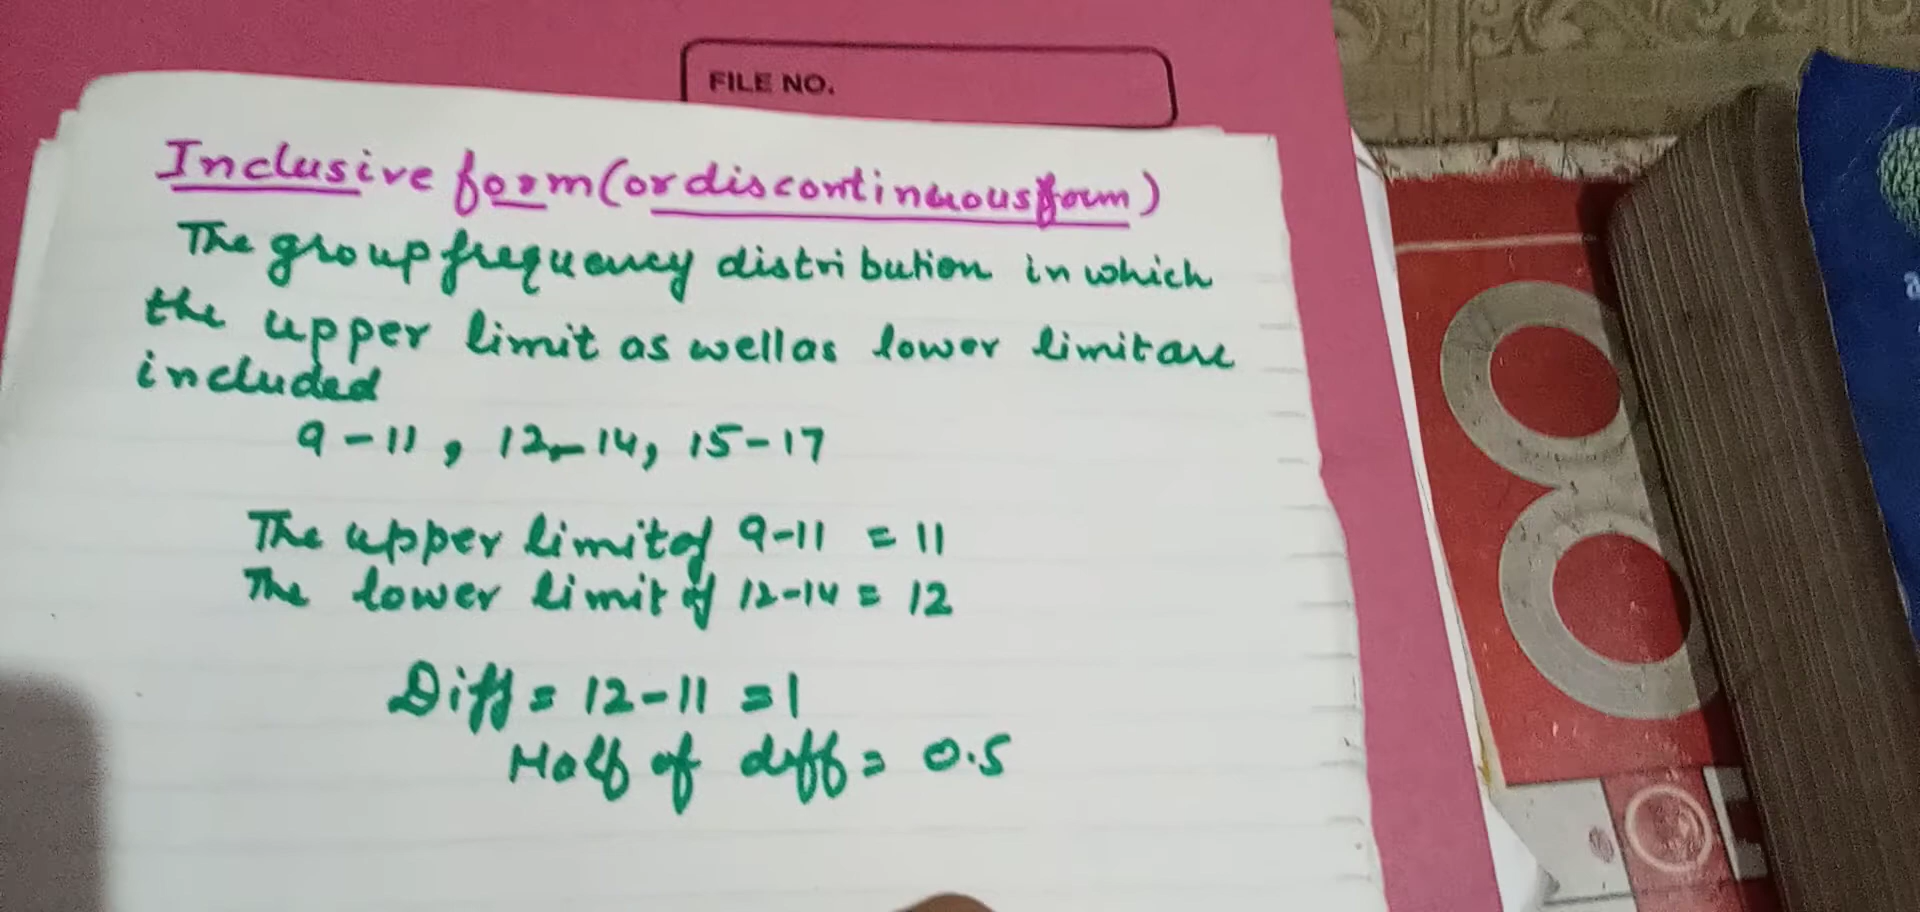 FILE NO.
Inclusive form (or discontinuous form)
The group frequency distribution in which
the upper limit as well as lower limit are
included
9-11, 12-14, 15-17
The upper limit of 9-11 = 11
The lower limit of 12-14 = 12
Diff = 12-11 = 1
Half of diff = 0.5